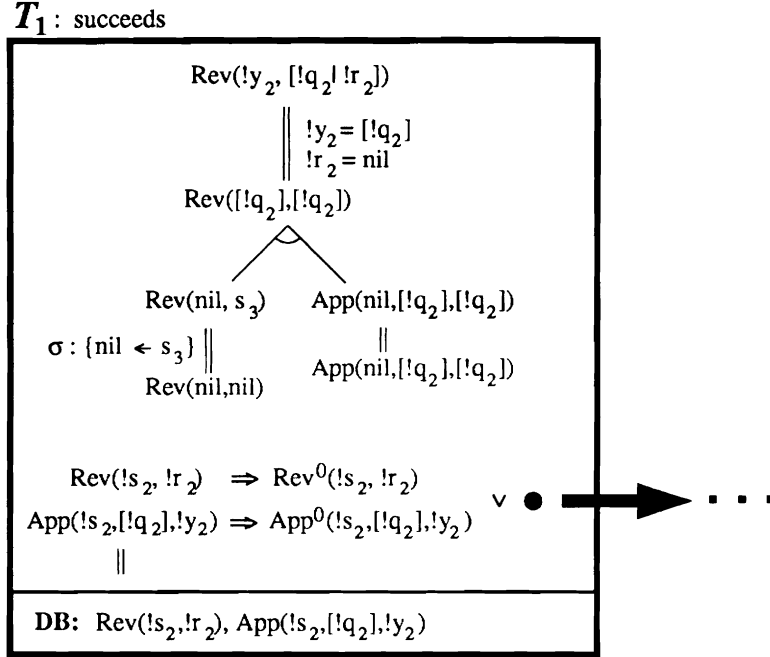 T₁ : succeeds
Rev(!y₂, [!q₂| !r₂])
!y₂ = [!q₂]
!r₂ = nil
Rev([!q₂],[!q₂])
Rev(nil, s₃) App(nil,[!q₂],[!q₂])
σ : {nil ← s₃}
App(nil,[!q₂],[!q₂])
Rev(nil,nil)
Rev(!s₂, !r₂) ⇒ Rev⁰(!s₂, !r₂)
App(!s₂,[!q₂],!y₂) ⇒ App⁰(!s₂,[!q₂],!y₂) ∨ ● . . .
DB: Rev(!s₂,!r₂), App(!s₂,[!q₂],!y₂)